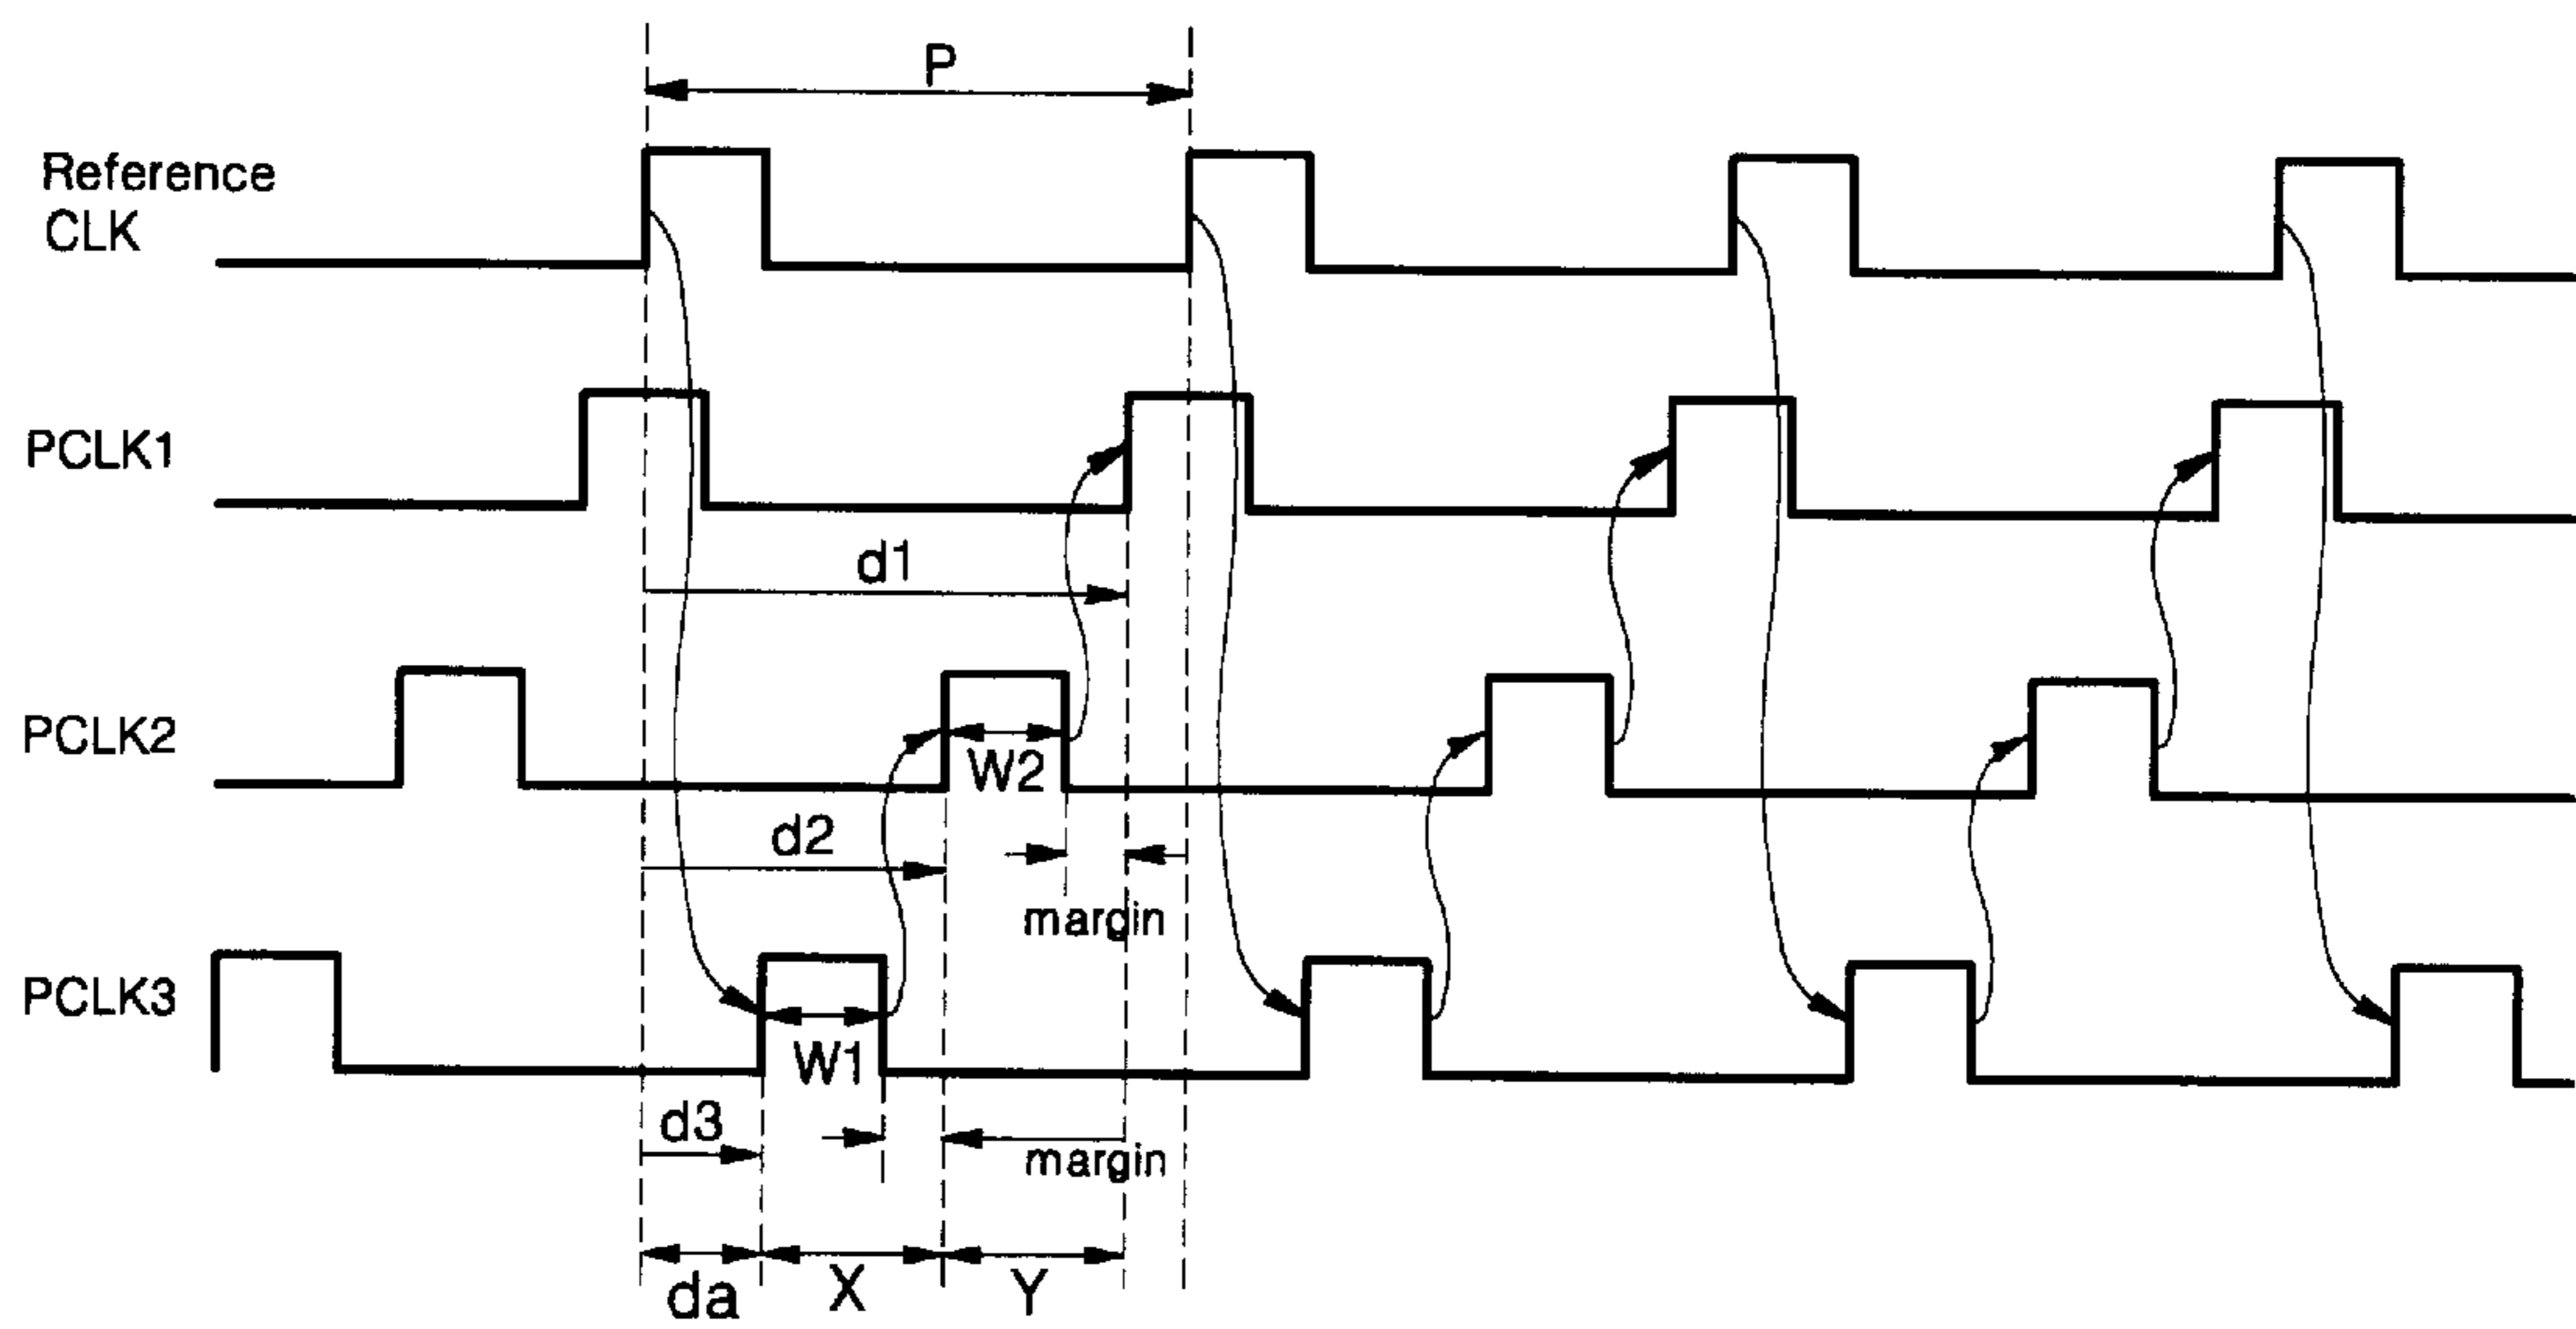 P
Reference
CLK
PCLK1
d1
PCLK2
W2
d2
margin
PCLK3
W1
d3
margin
da
X
Y